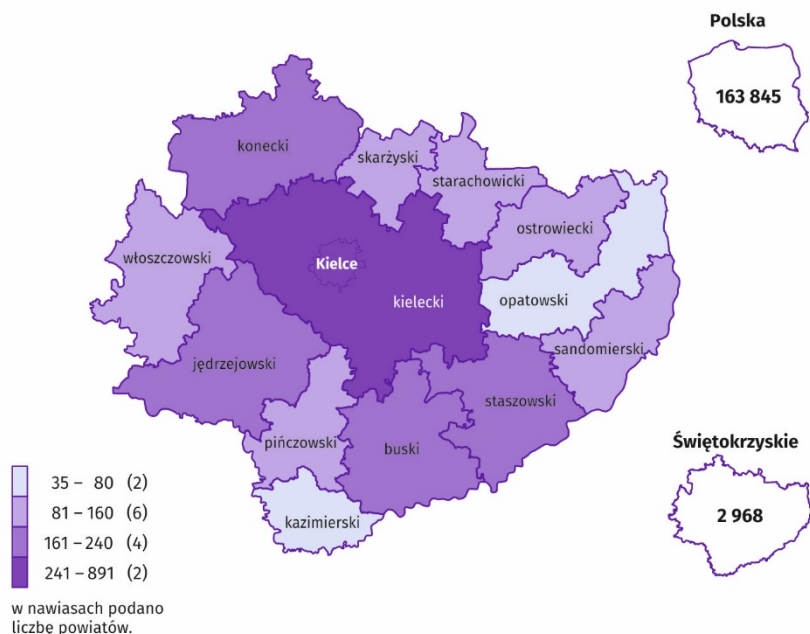 Polska
163 845
konecki
skarżyski
starachowicki
ostrowiecki
włoszczowski
Kielce
kielecki
opatowski
sandomierski
jędrzejowski
staszowski
pińczowski
buski
kazimierski
Świętokrzyskie
2 968
35 – 80 (2)
81 – 160 (6)
161 – 240 (4)
241 – 891 (2)
w nawiasach podano
liczbę powiatów.